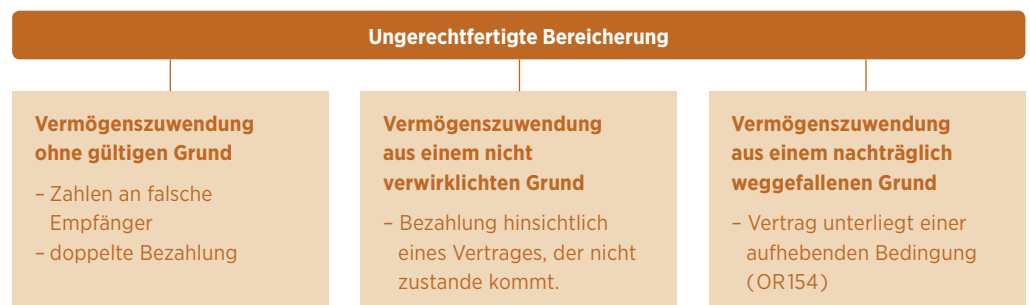 Ungerechtfertigte Bereicherung
Vermögenszuwendung
ohne gültigen Grund
– Zahlen an falsche
Empfänger
– doppelte Bezahlung
Vermögenszuwendung
aus einem nicht
verwirklichten Grund
– Bezahlung hinsichtlich
eines Vertrages, der nicht
zustande kommt.
Vermögenszuwendung
aus einem nachträglich
weggefallenen Grund
– Vertrag unterliegt einer
aufhebenden Bedingung
(OR 154)